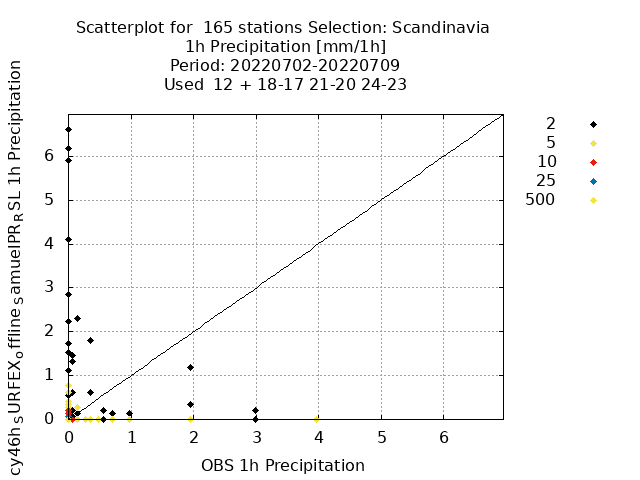 Scatterplot for  165 stations Selection: Scandinavia
1h Precipitation [mm/1h]
Period: 20220702-20220709
Used  12 + 18-17 21-20 24-23
2
5
10
25
500
cy46h_SURFEX_offline_samuelPR_RSL 1h Precipitation
6
5
4
3
2
1
0
0 1 2 3 4 5 6
OBS 1h Precipitation